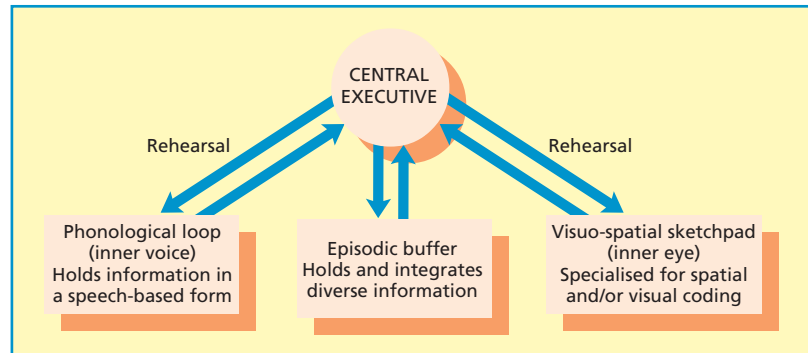 CENTRAL
EXECUTIVE
Rehearsal
Rehearsal
Phonological loop
(inner voice)
Holds information in
a speech-based form
Episodic buffer
Holds and integrates
diverse information
Visuo-spatial sketchpad
(inner eye)
Specialised for spatial
and/or visual coding